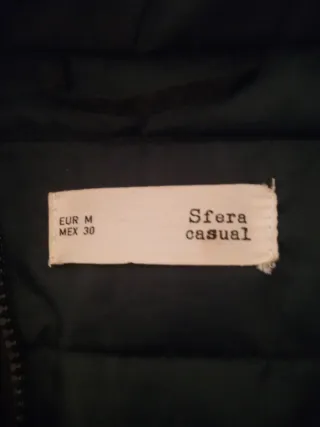 EUR M
MEX 30
Sfera
casual